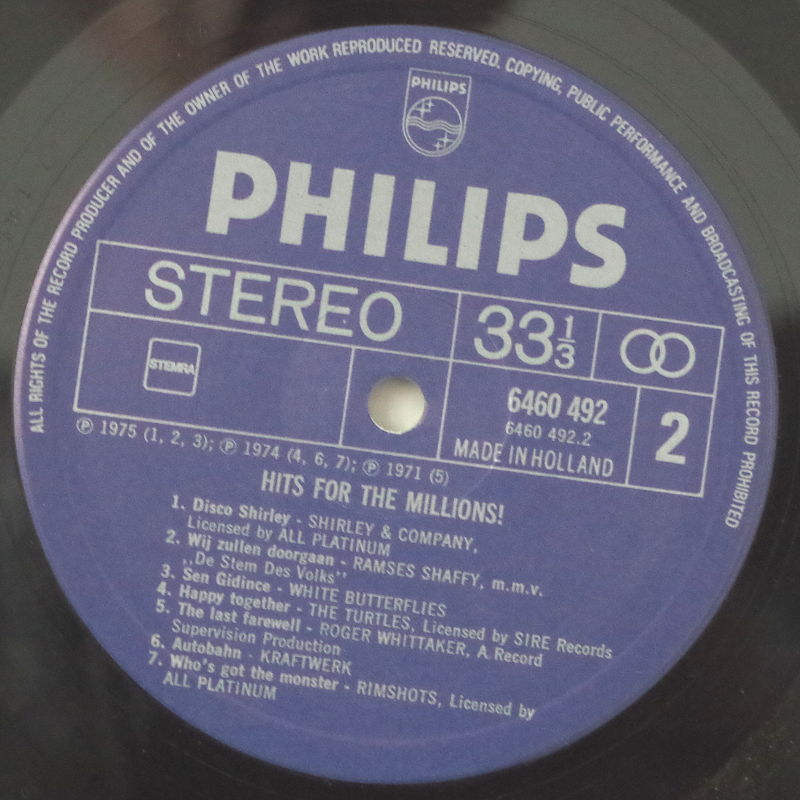 ALL RIGHTS OF THE RECORD PRODUCER AND OF THE OWNER OF THE WORK REPRODUCED RESERVED. COPYING, PUBLIC PERFORMANCE AND BROADCASTING OF THIS RECORD PROHIBITED
PHILIPS
PHILIPS
STEREO
33 1/3
STEMRA
6460 492
6460 492.2
MADE IN HOLLAND
2
℗ 1975 (1, 2, 3); ℗ 1974 (4, 6, 7); ℗ 1971 (5)
HITS FOR THE MILLIONS!
1. Disco Shirley - SHIRLEY & COMPANY,
Licensed by ALL PLATINUM
2. Wij zullen doorgaan - RAMSES SHAFFY, m.m.v.
,,De Stem Des Volks''
3. Sen Gidince - WHITE BUTTERFLIES
4. Happy together - THE TURTLES, Licensed by SIRE Records
5. The last farewell - ROGER WHITTAKER, A Record
Supervision Production
6. Autobahn - KRAFTWERK
7. Who's got the monster - RIMSHOTS, Licensed by
ALL PLATINUM